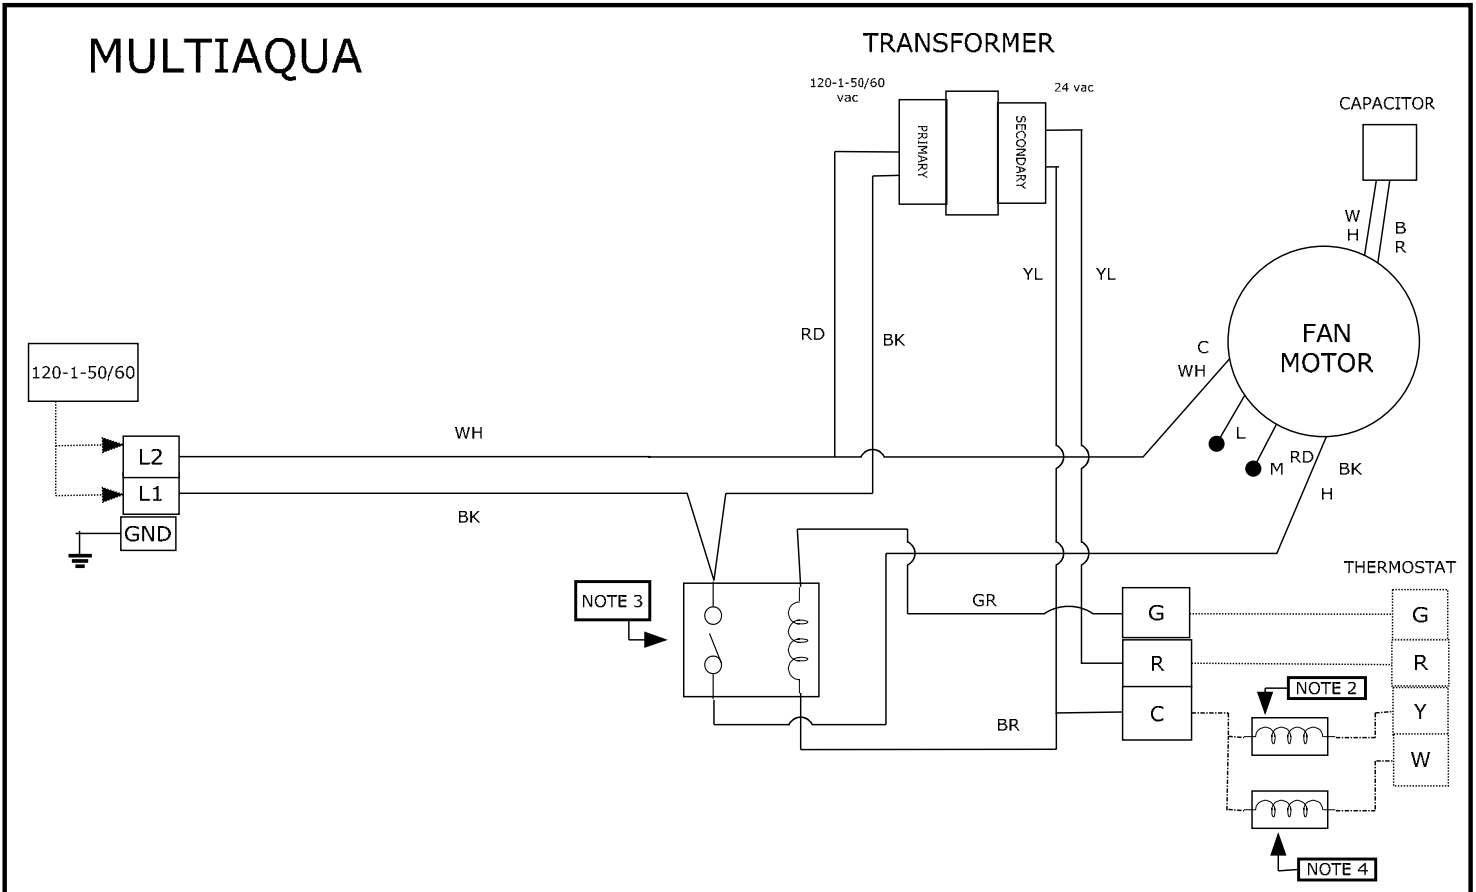 MULTIAQUA
TRANSFORMER
120-1-50/60
vac
24 vac
PRIMARY
SECONDARY
CAPACITOR
W
H
B
R
YL
YL
RD
BK
FAN
MOTOR
C
WH
120-1-50/60
WH
L
L2
M
RD
BK
H
L1
BK
GND
THERMOSTAT
NOTE 3
GR
G
G
R
R
NOTE 2
C
Y
BR
W
NOTE 4